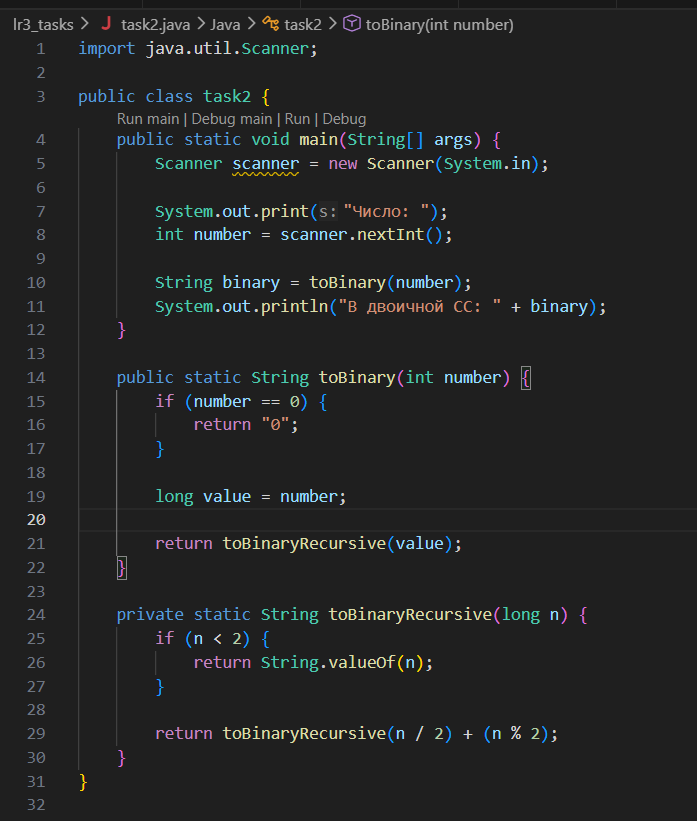 lr3_tasks > J task2.java > Java > task2 > toBinary(int number)
1 import java.util.Scanner;
2
3 public class task2 {
Run main | Debug main | Run | Debug
4     public static void main(String[] args) {
5         Scanner scanner = new Scanner(System.in);
6
7         System.out.print(s: "Число: ");
8         int number = scanner.nextInt();
9
10         String binary = toBinary(number);
11         System.out.println("В двоичной СС: " + binary);
12     }
13
14     public static String toBinary(int number) {
15         if (number == 0) {
16             return "0";
17         }
18
19         long value = number;
20
21         return toBinaryRecursive(value);
22     }
23
24     private static String toBinaryRecursive(long n) {
25         if (n < 2) {
26             return String.valueOf(n);
27         }
28
29         return toBinaryRecursive(n / 2) + (n % 2);
30     }
31 }
32